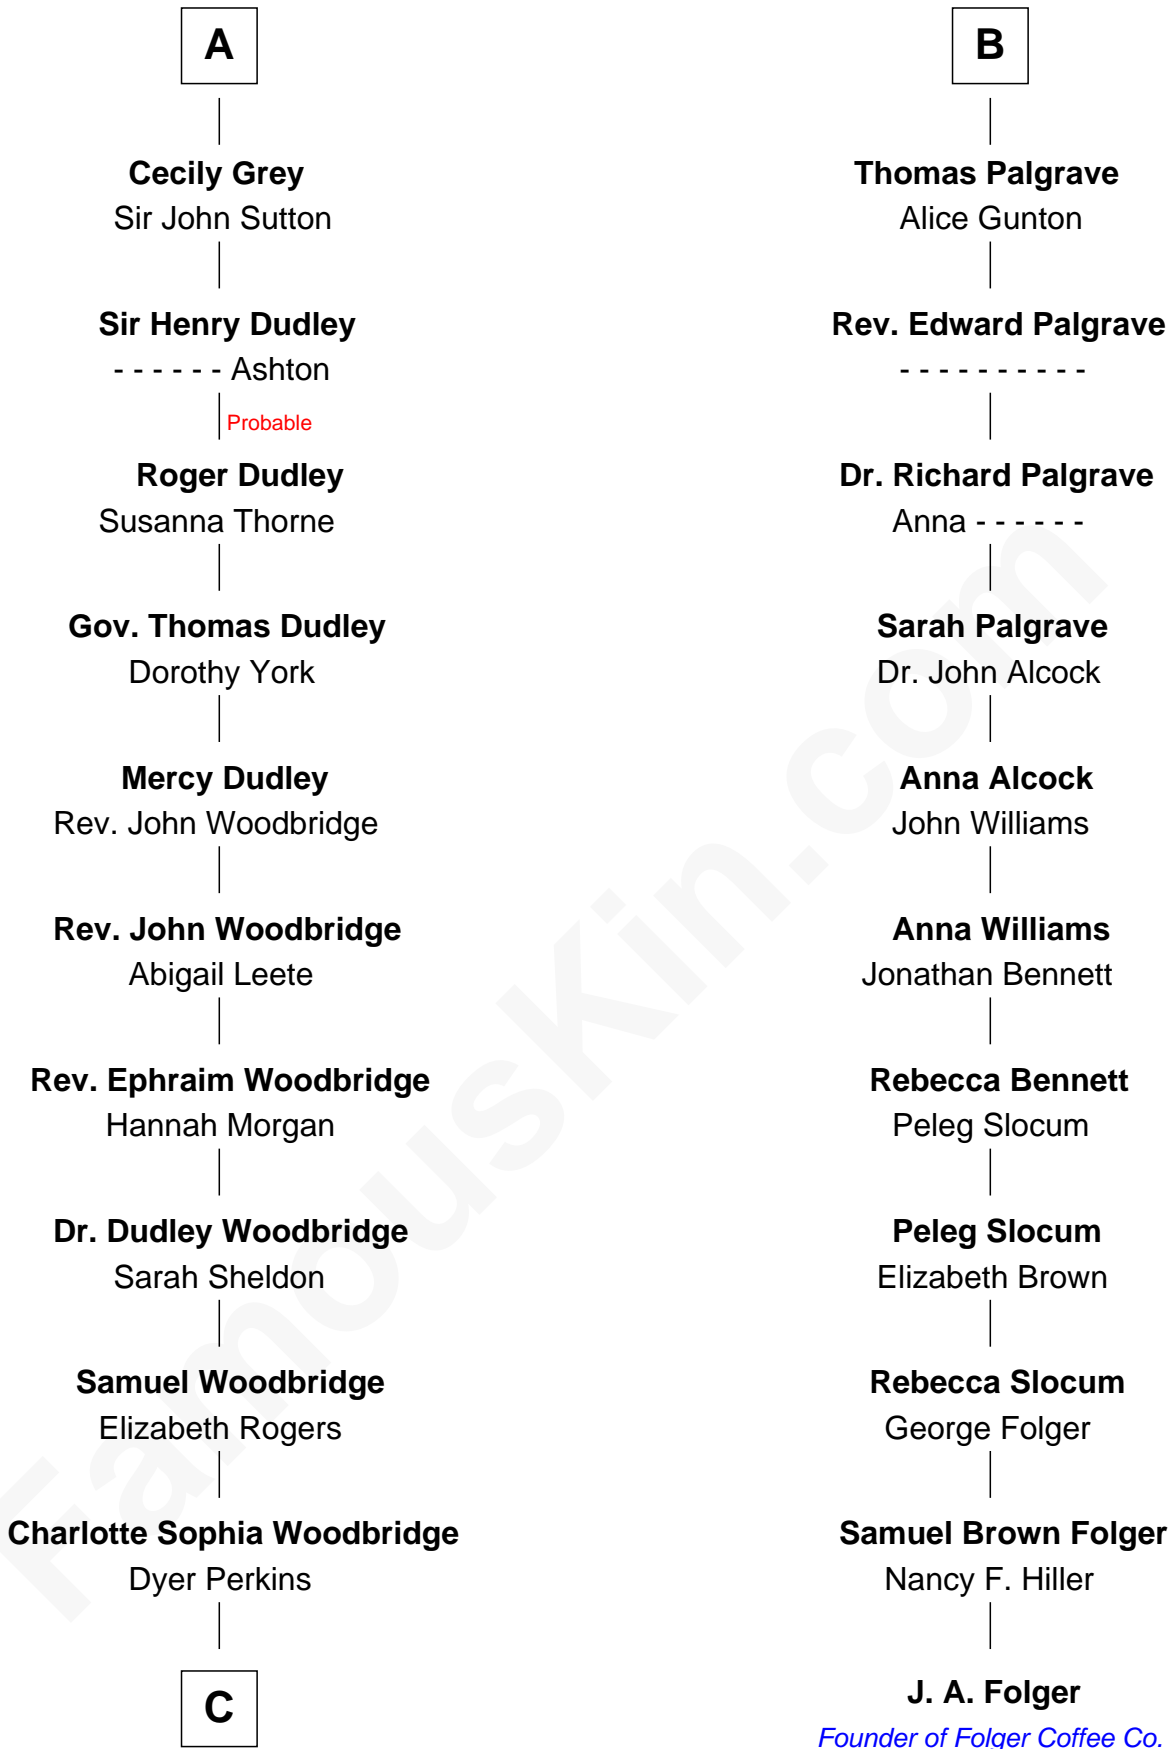 A
Cecily Grey
Sir John Sutton
Sir Henry Dudley
- - - - - - Ashton
Probable
Roger Dudley
Susanna Thorne
Gov. Thomas Dudley
Dorothy York
Mercy Dudley
Rev. John Woodbridge
Rev. John Woodbridge
Abigail Leete
Rev. Ephraim Woodbridge
Hannah Morgan
Dr. Dudley Woodbridge
Sarah Sheldon
Samuel Woodbridge
Elizabeth Rogers
Charlotte Sophia Woodbridge
Dyer Perkins
C
B
Thomas Palgrave
Alice Gunton
Rev. Edward Palgrave
- - - - - - - - - -
Dr. Richard Palgrave
Anna - - - - - -
Sarah Palgrave
Dr. John Alcock
Anna Alcock
John Williams
Anna Williams
Jonathan Bennett
Rebecca Bennett
Peleg Slocum
Peleg Slocum
Elizabeth Brown
Rebecca Slocum
George Folger
Samuel Brown Folger
Nancy F. Hiller
J. A. Folger
Founder of Folger Coffee Co.
FamousKin.com